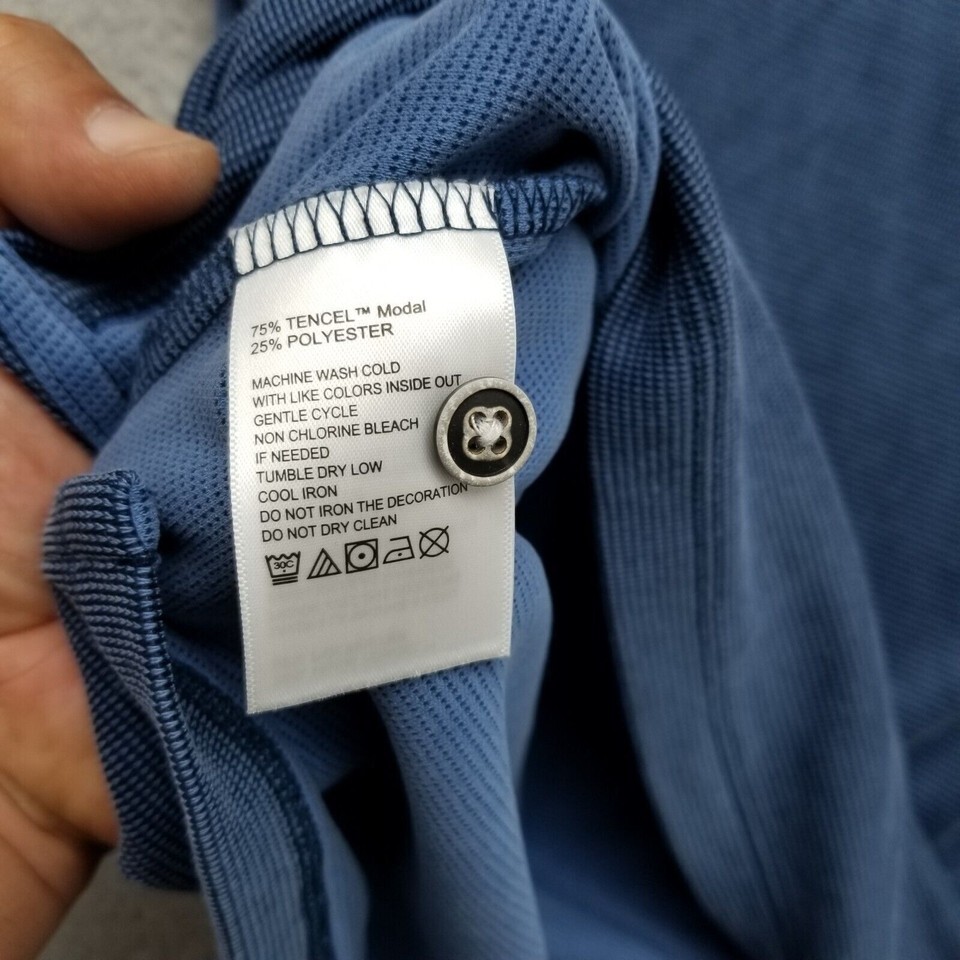 75% TENCEL™ Modal
25% POLYESTER
MACHINE WASH COLD
WITH LIKE COLORS INSIDE OUT
GENTLE CYCLE
NON CHLORINE BLEACH
IF NEEDED
TUMBLE DRY LOW
COOL IRON
DO NOT IRON THE DECORATION
DO NOT DRY CLEAN
30C